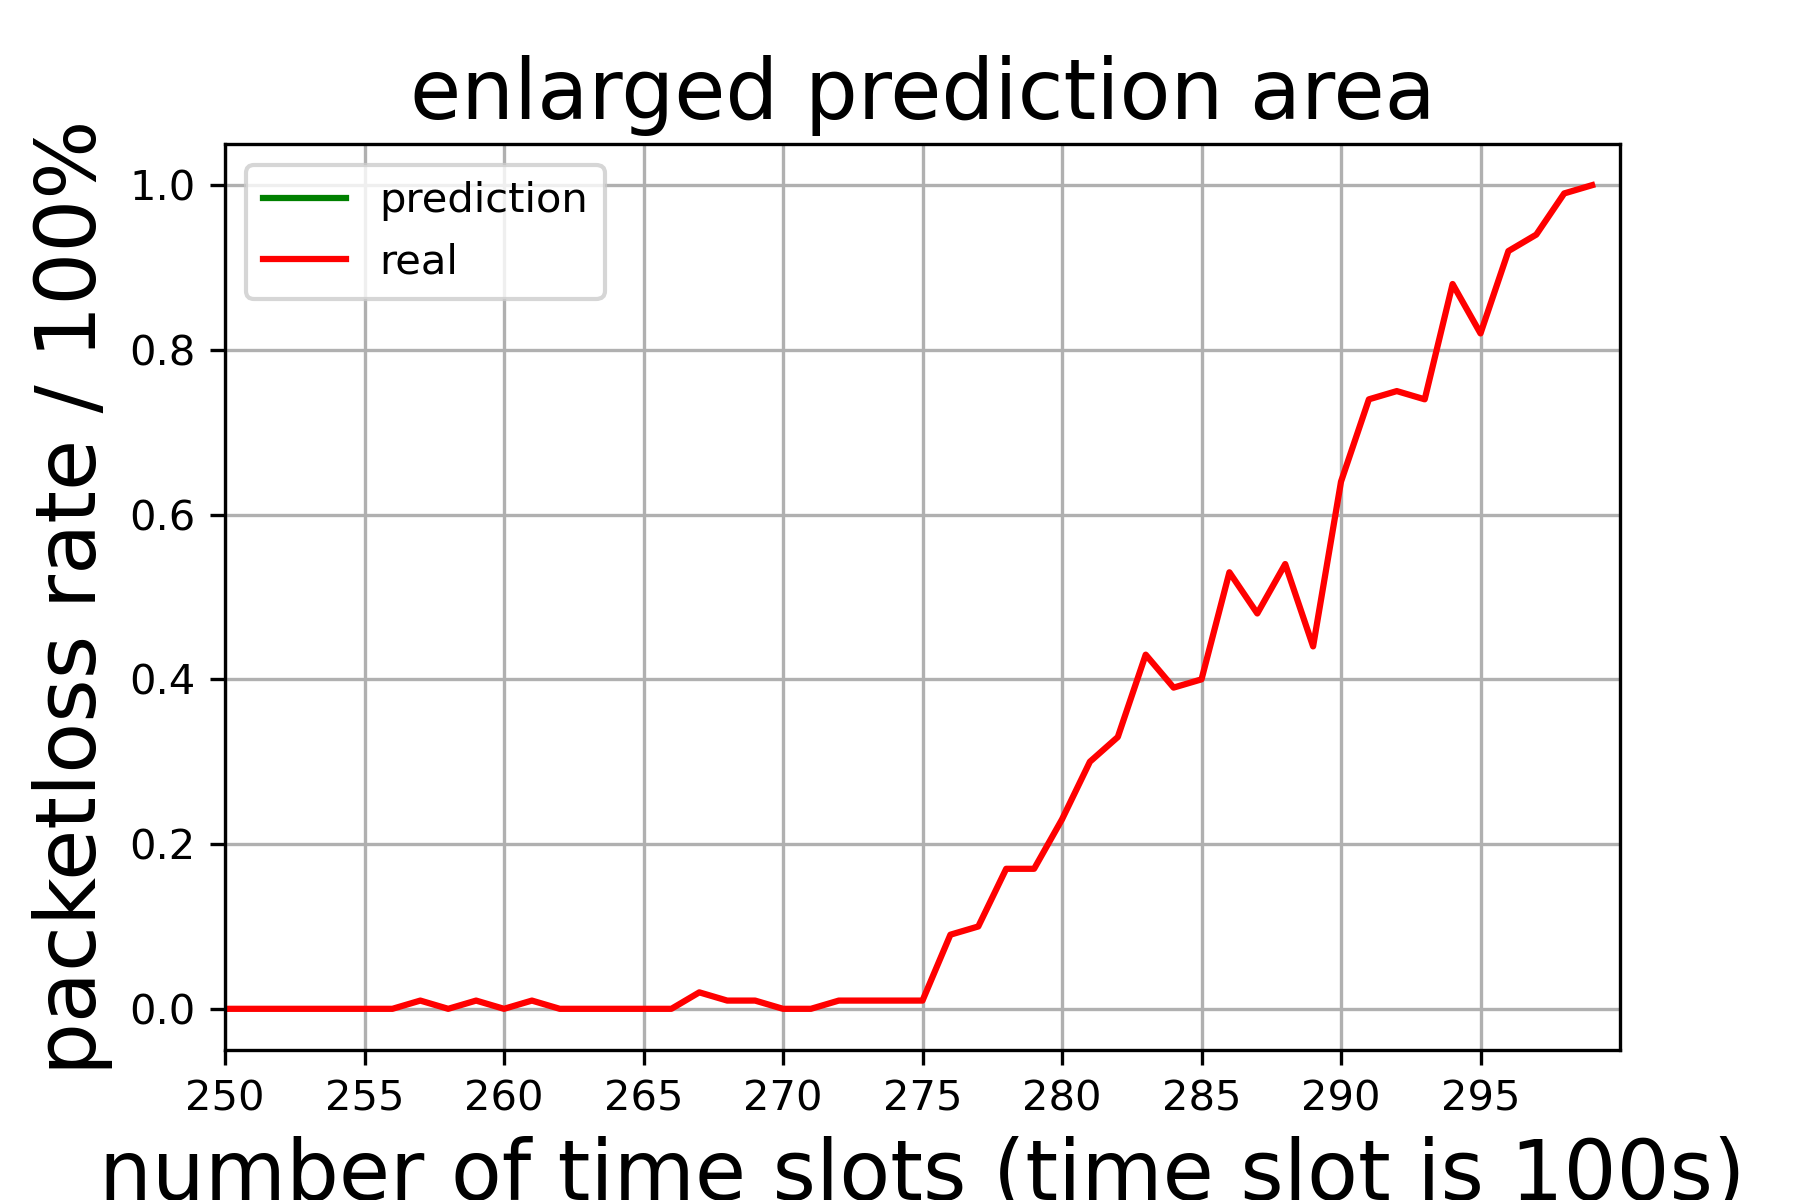 enlarged prediction area
packetloss rate / 100%
prediction
real
1.0
0.8
0.6
0.4
0.2
0.0
250 255 260 265 270 275 280 285 290 295
number of time slots (time slot is 100s)